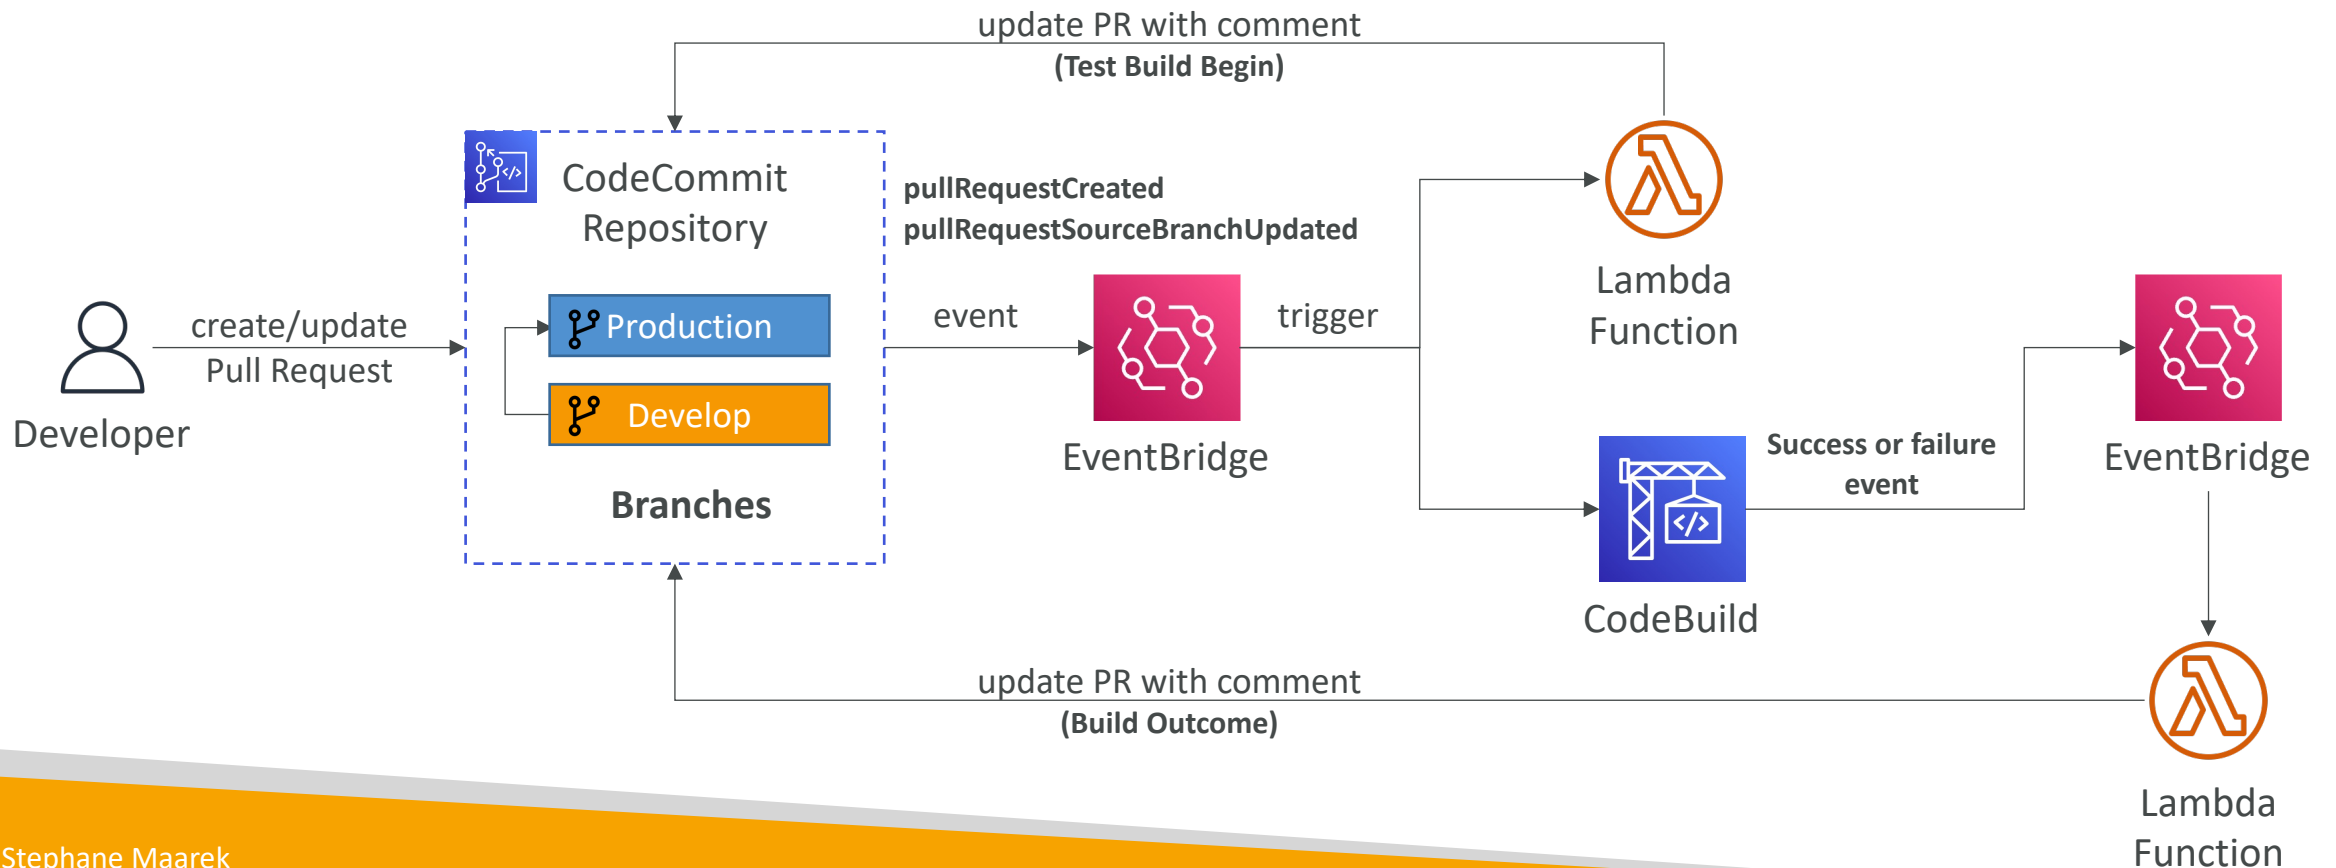 update PR with comment
(Test Build Begin)
CodeCommit
Repository
pullRequestCreated
pullRequestSourceBranchUpdated
create/update
Pull Request
Developer
Production
Develop
Branches
event
EventBridge
trigger
Lambda
Function
CodeBuild
Success or failure
event
EventBridge
update PR with comment
(Build Outcome)
Lambda
Function
Stephane Maarek